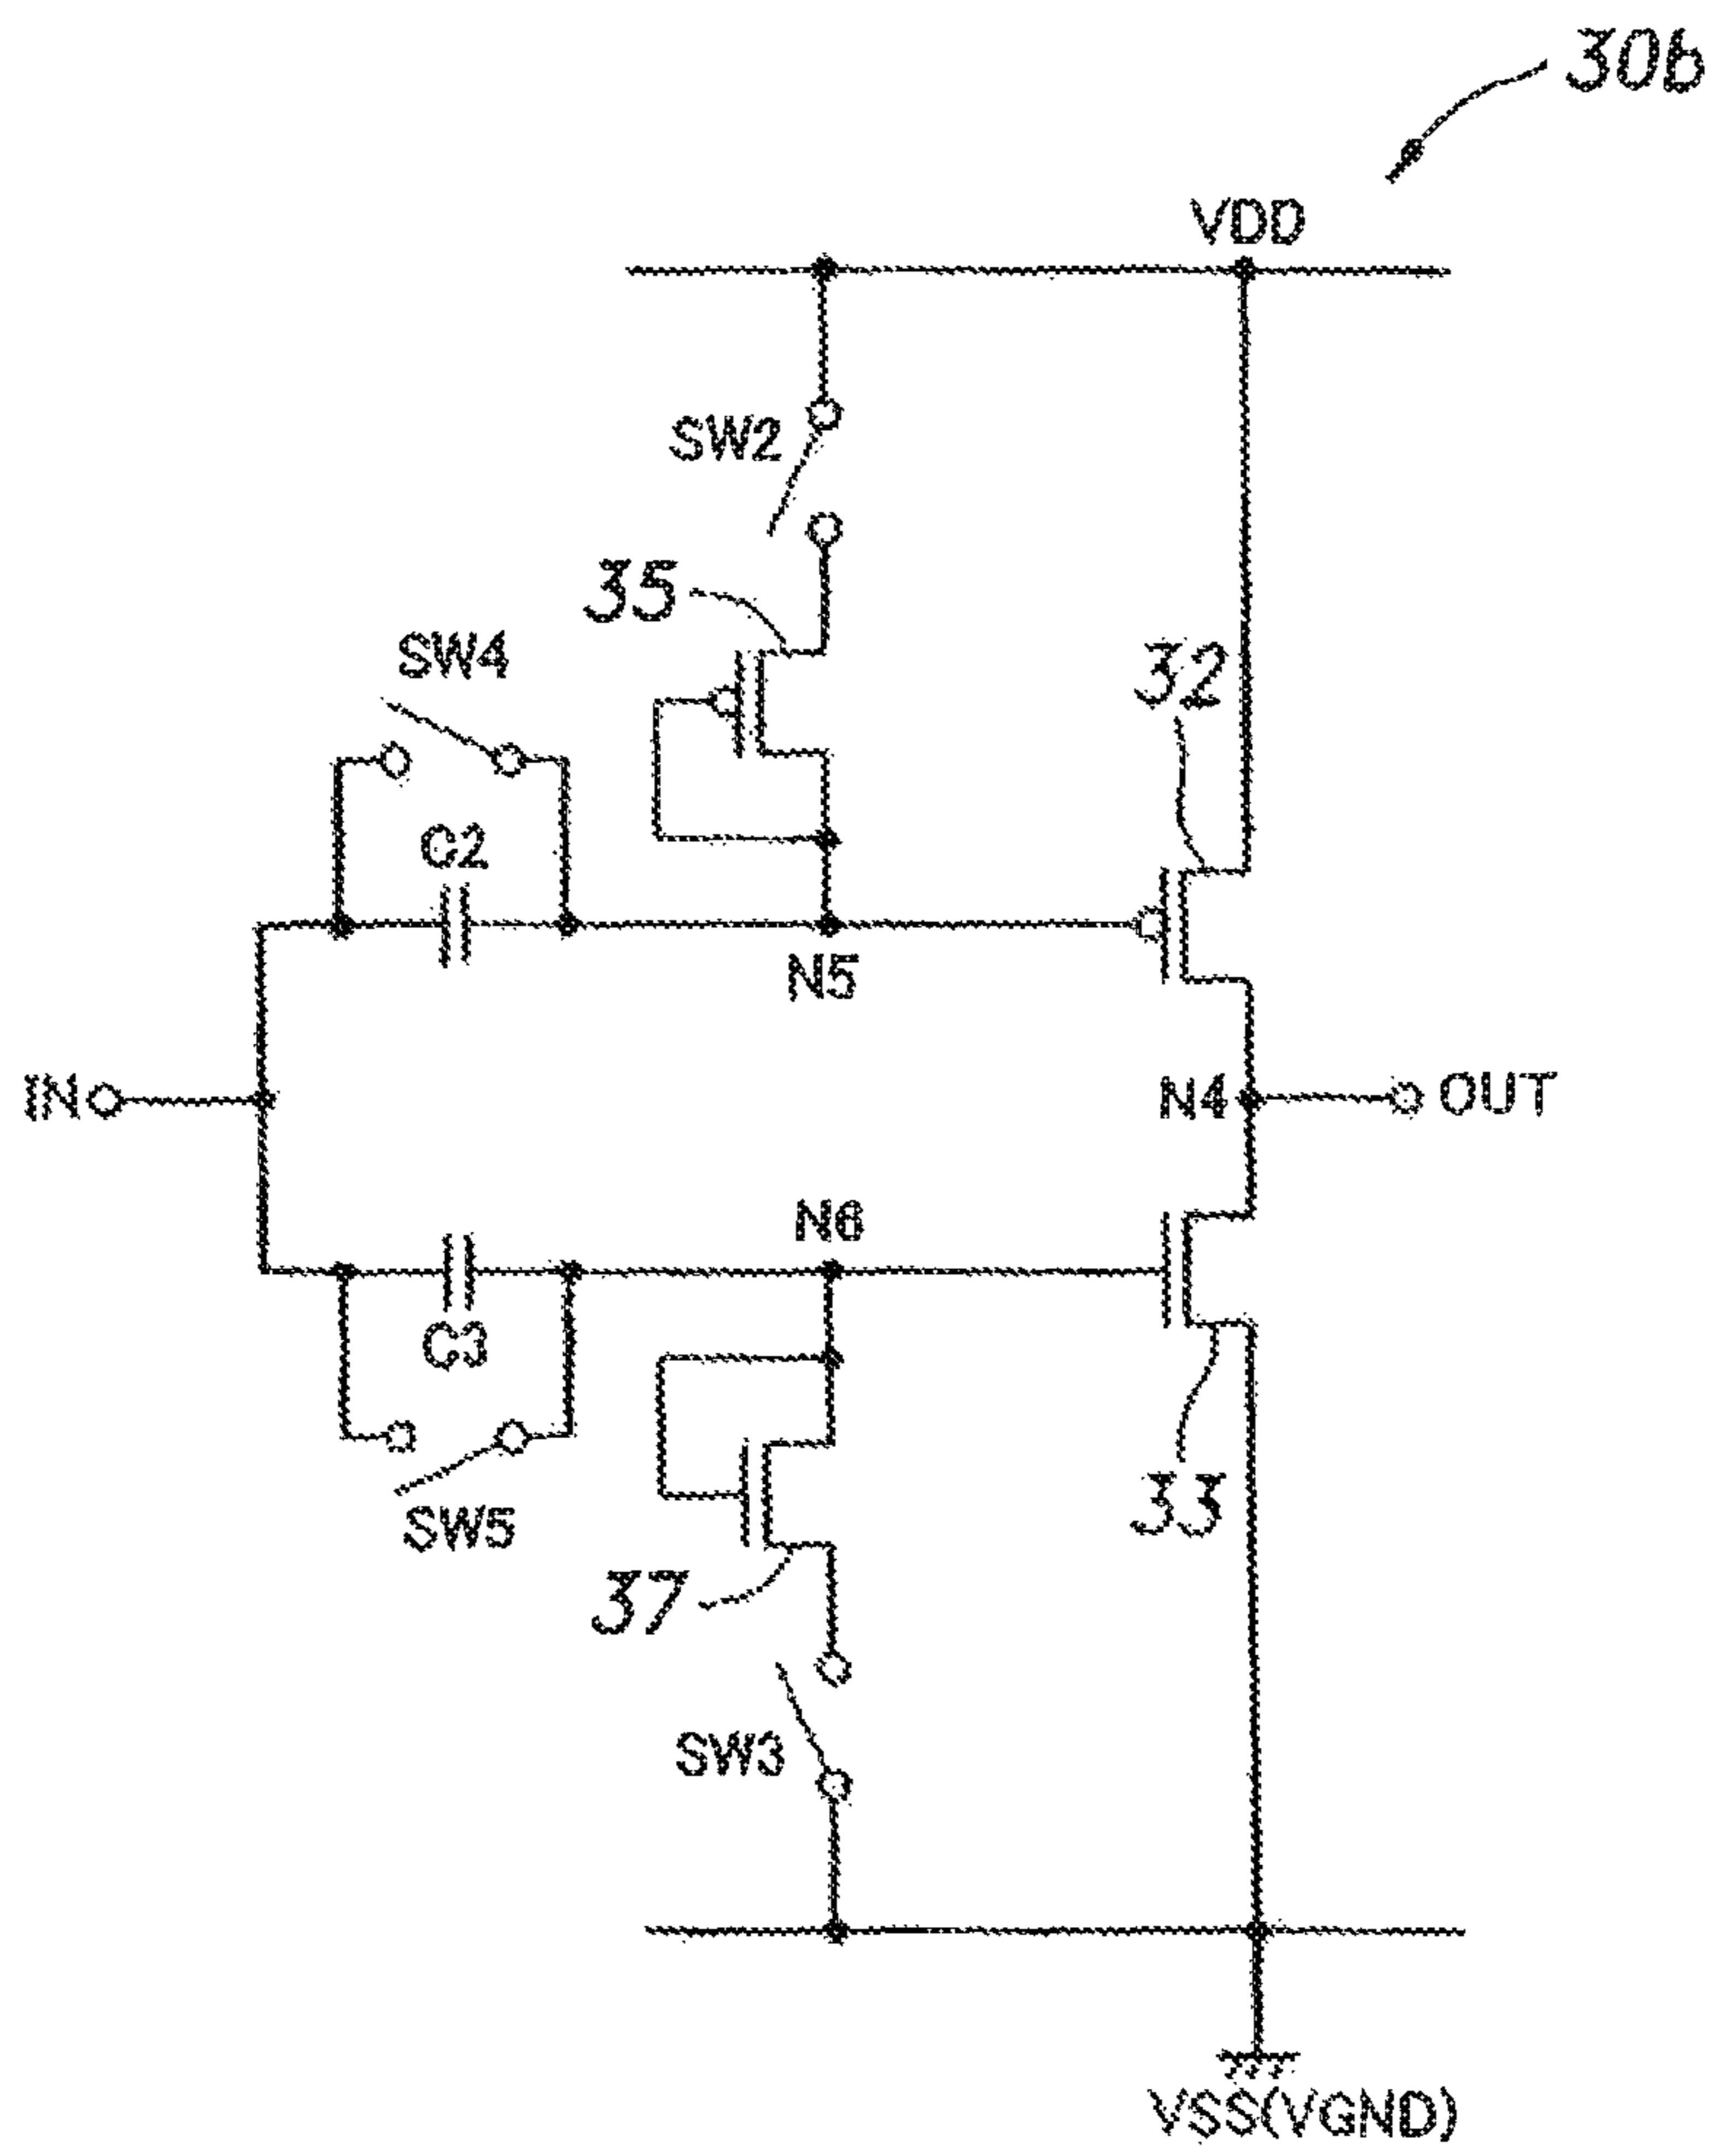 30b
VDD
SW2
35
SW4
32
C2
N5
IN
N4
OUT
N6
C3
SW5
33
37
SW3
VSS(VGND)